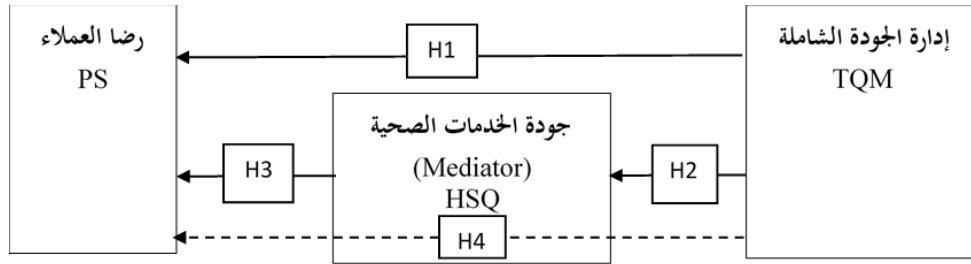 إدارة الجودة الشاملة
TQM
H1
رضا العملاء
PS
جودة الخدمات الصحية
(Mediator)
HSQ
H2
H3
H4